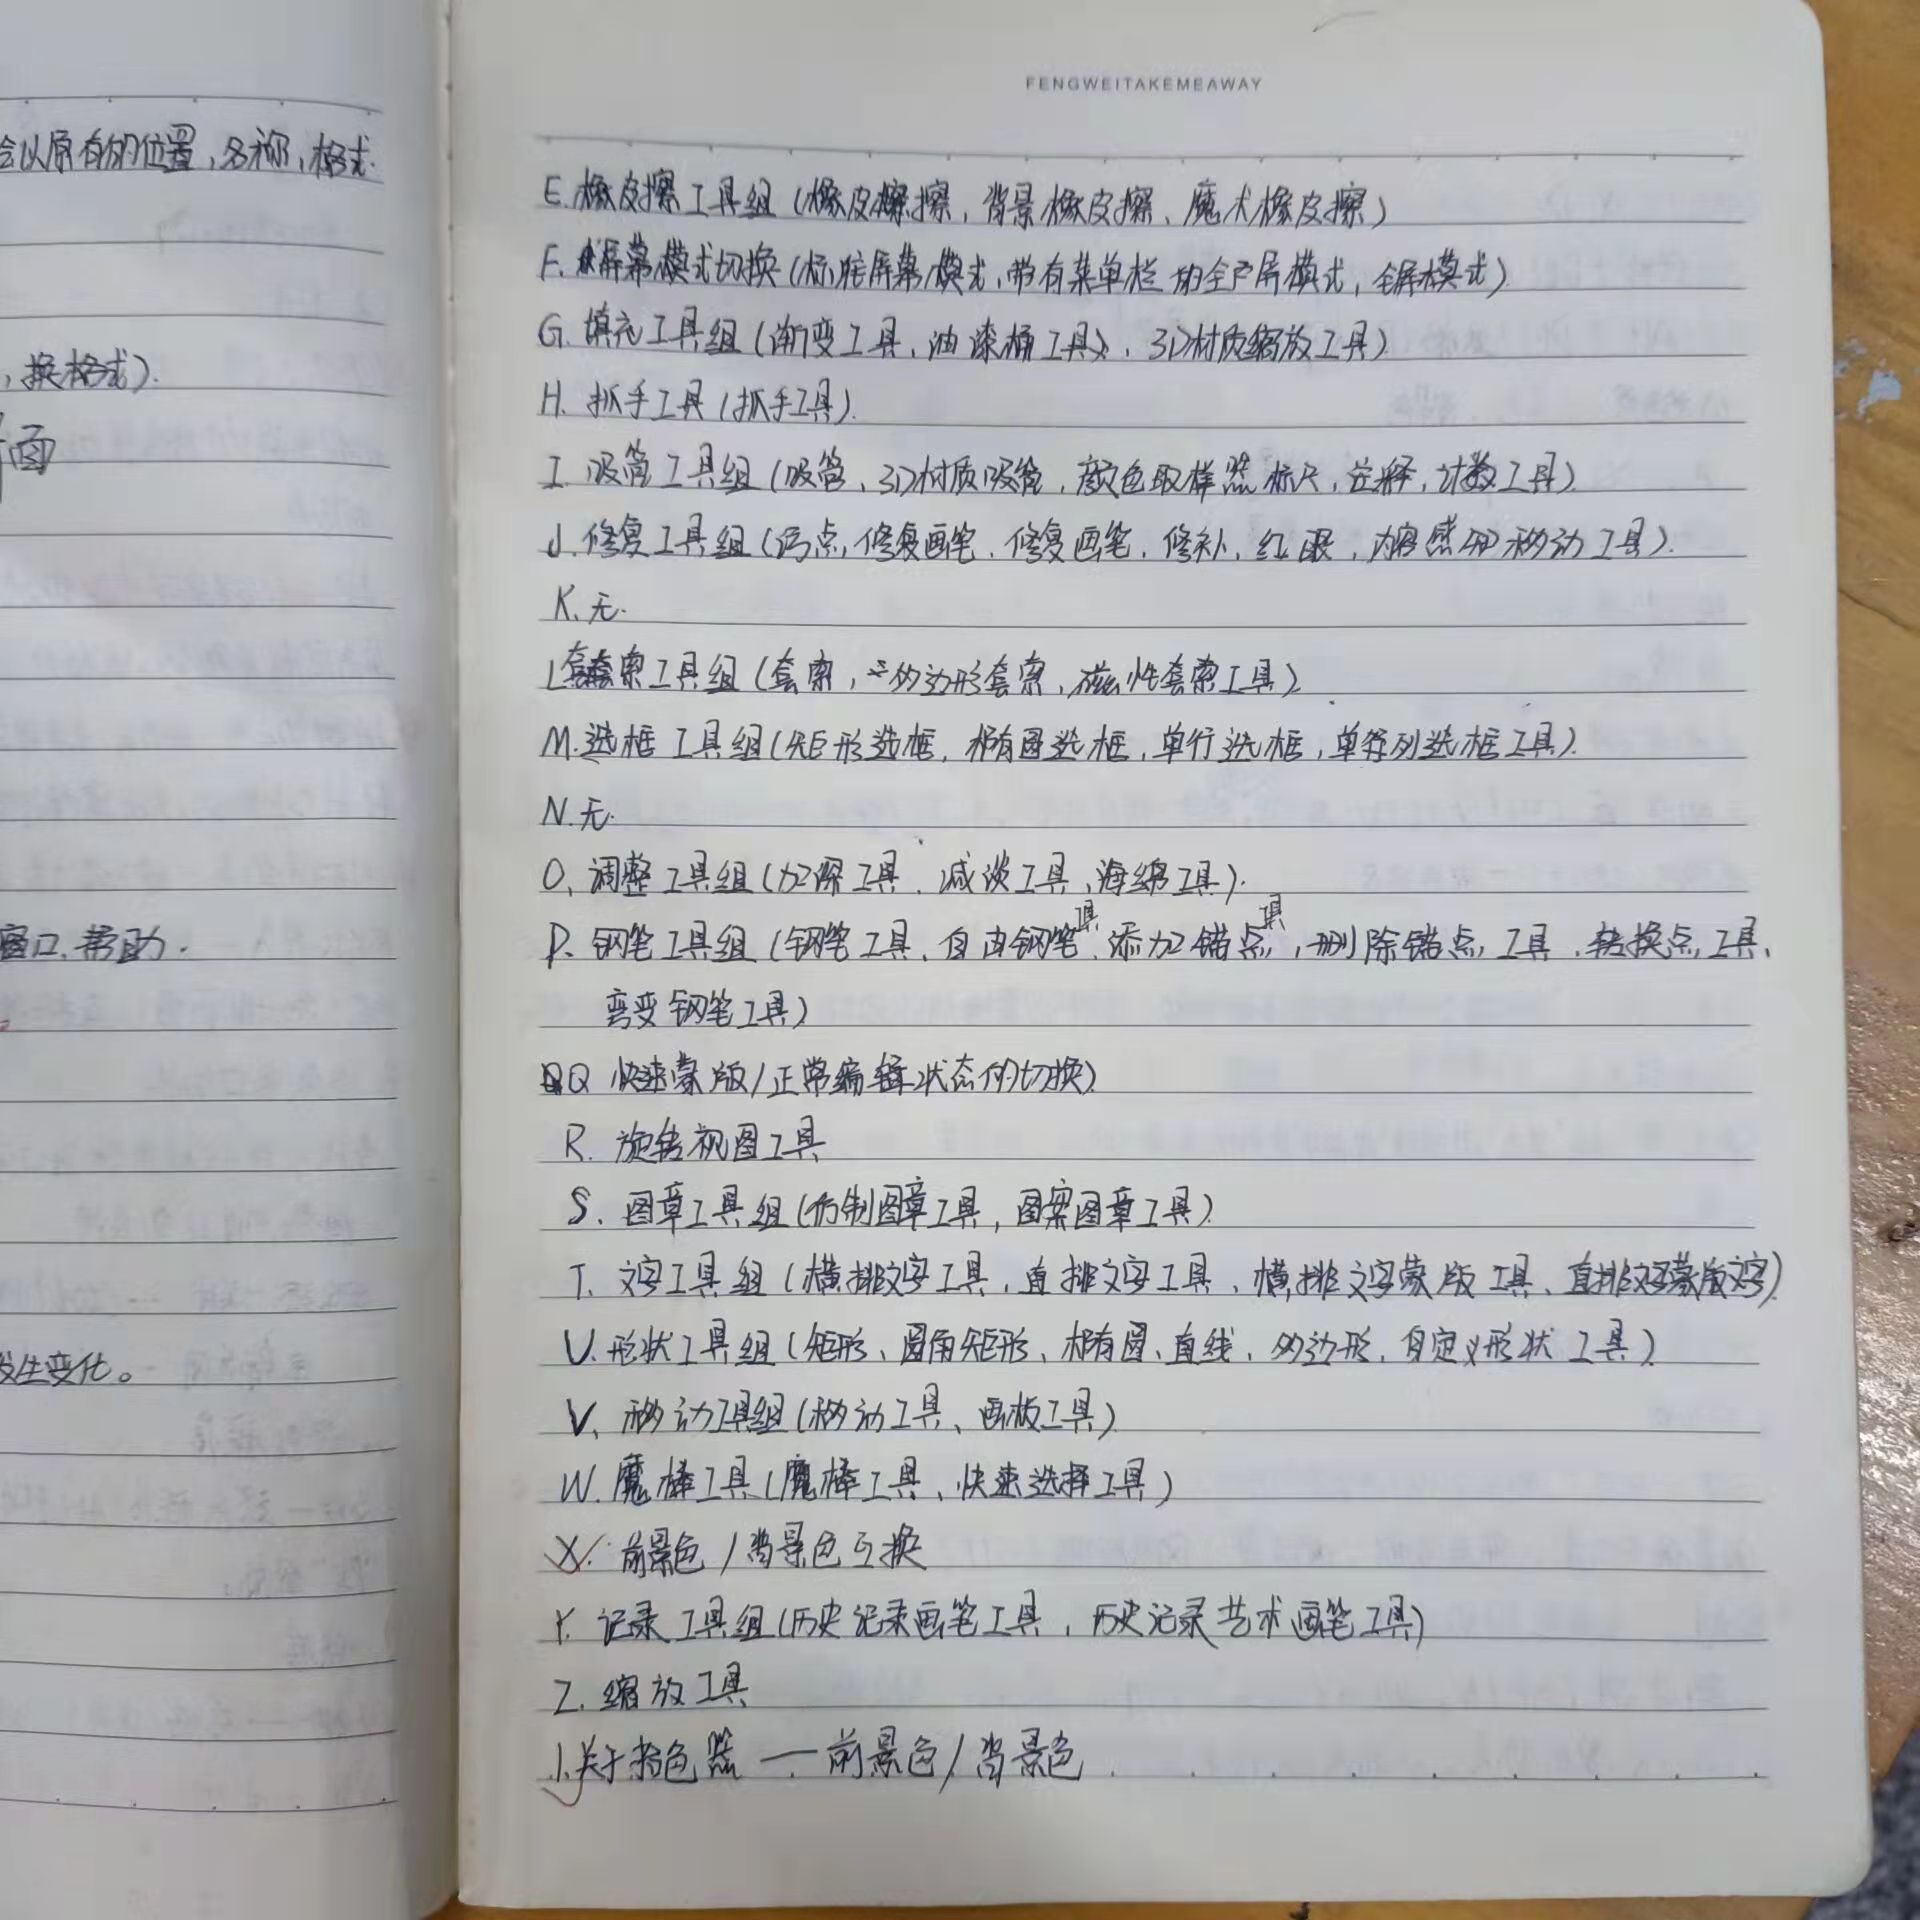 会以原有的位置,名称,格式.
,换格式).
面
窗口、帮助.
发生变化。
FENGWEITAKEMEAWAY
E.橡皮擦工具组(橡皮擦,背景橡皮擦、魔术橡皮擦)
F.屏幕模式切换(标准屏幕模式,带有菜单栏的全屏模式,全屏模式)
G.填充工具组(渐变工具,油漆桶工具、3D材质缩放工具)
H.抓手工具(抓手工具).
I.吸管工具组(吸管、3D材质吸管,颜色取样器标尺,注释,计数工具).
J.修复工具组(污点,修复画笔、修复画笔,修补,红眼,内容感知移动工具).
K.无.
L套索工具组(套索,多边形套索,磁性套索工具)
M.选框工具组(矩形选框,椭圆选框,单行选框,单列选框工具).
N.无.
O、调整工具组(加深工具、减淡工具,海绵工具).
P.钢笔工具组(钢笔工具、自由钢笔工具、添加锚点工具,删除锚点,工具、转换点,工具、
弯变钢笔工具)
Q快速蒙版/正常编辑状态的切换)
R.旋转视图工具
S.图章工具组(仿制图章工具,图案图章工具)
T.文字工具组(横排文字工具,直排文字工具、横排文字蒙版工具、直排文字蒙版文字)
U.形状工具组(矩形、圆角矩形、椭圆、直线,多边形,自定义形状工具)
V、移动工具组(移动工具、画板工具)
W.魔棒工具(魔棒工具、快速选择工具)
X.前景色/背景色互换
Y.记录工具组(历史记录画笔工具,历史记录艺术画笔工具)
Z.缩放工具
1.关于拾色器——前景色/背景色